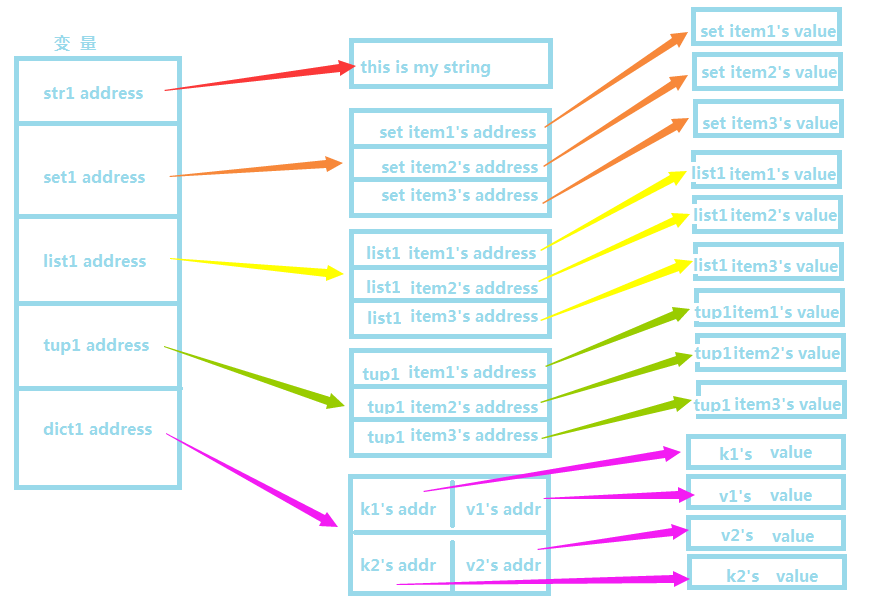 变 量
str1 address
set1 address
list1 address
tup1 address
dict1 address
this is my string
set item1's address
set item2's address
set item3's address
list1 item1's address
list1 item2's address
list1 item3's address
tup1 item1's address
tup1 item2's address
tup1 item3's address
k1's addr
v1's addr
k2's addr
v2's addr
set item1's value
set item2's value
set item3's value
list1 item1's value
list1 item2's value
list1 item3's value
tup1 item1's value
tup1 item2's value
tup1 item3's value
k1's value
v1's value
v2's value
k2's value